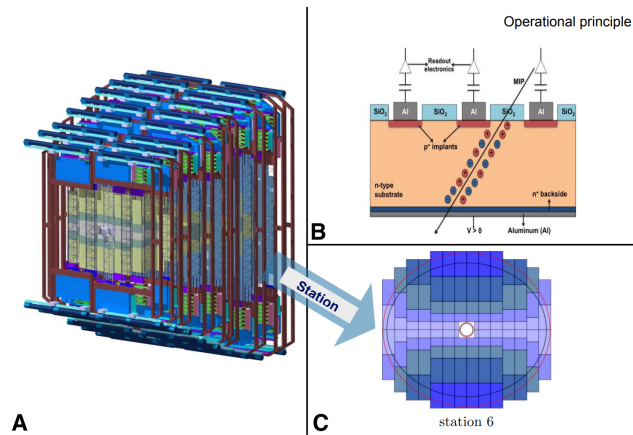 Operational principle
Readout
electronics
MIP
SiO₂ Al SiO₂ Al SiO₂ Al SiO₂
p⁺ implants
n-type
substrate
n⁺ backside
V > 0
Aluminum (Al)
B
Station
A
C
station 6